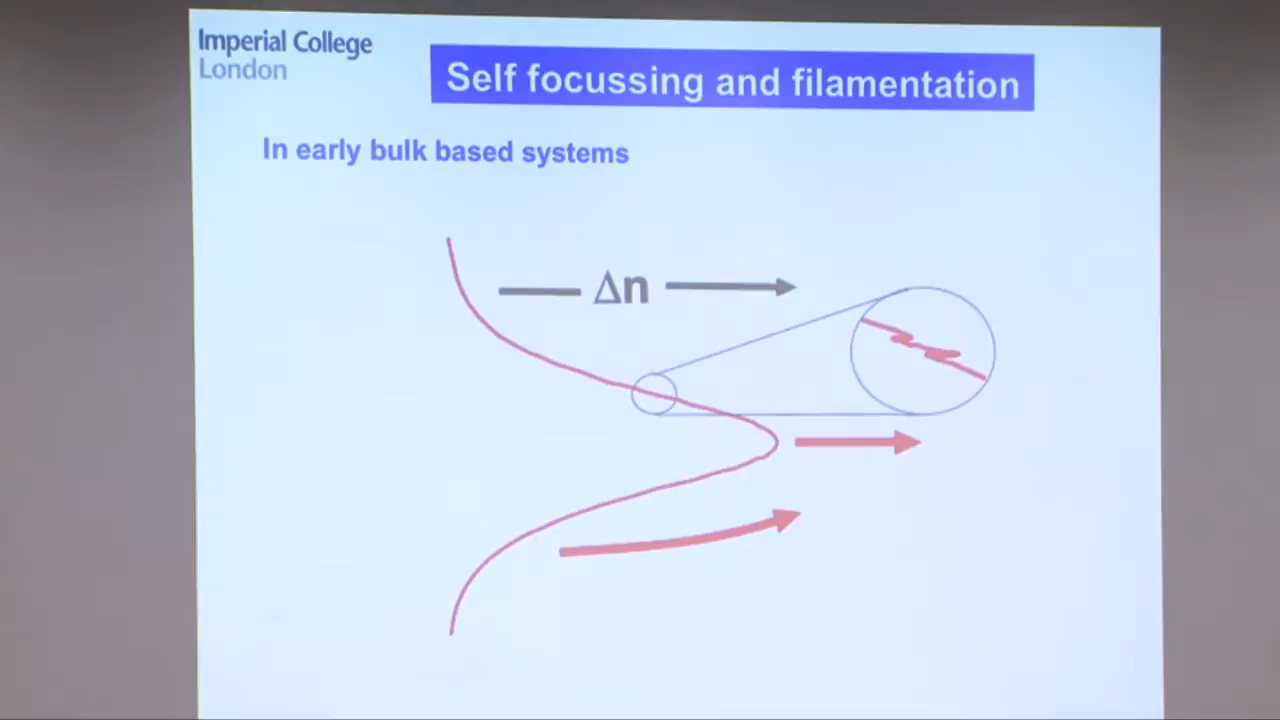 Imperial College
London
Self focussing and filamentation
In early bulk based systems
Δn